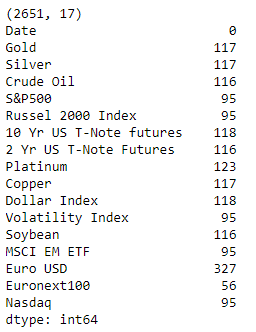 (2651, 17)
Date 0
Gold 117
Silver 117
Crude Oil 116
S&P500 95
Russel 2000 Index 95
10 Yr US T-Note futures 118
2 Yr US T-Note Futures 116
Platinum 123
Copper 117
Dollar Index 118
Volatility Index 95
Soybean 116
MSCI EM ETF 95
Euro USD 327
Euronext100 56
Nasdaq 95
dtype: int64